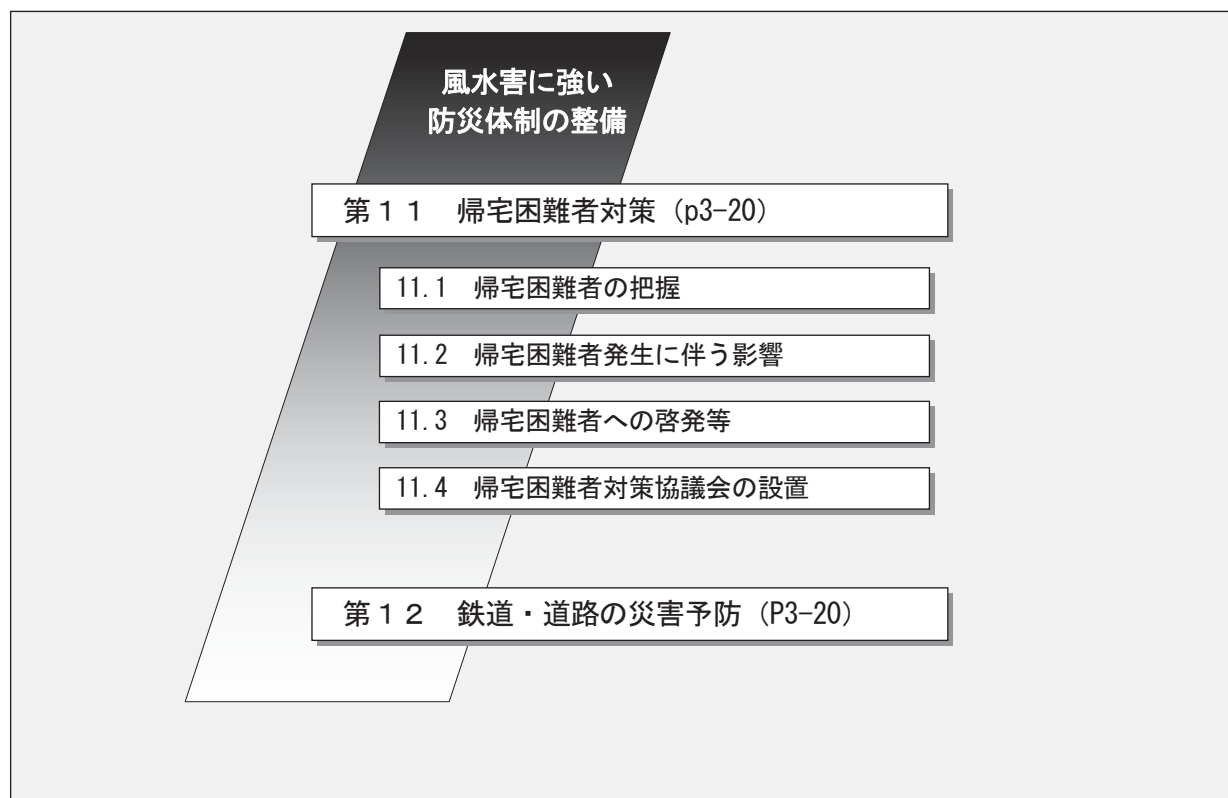 風水害に強い
防災体制の整備
第１１　帰宅困難者対策（p3-20）
11.1　帰宅困難者の把握
11.2　帰宅困難者発生に伴う影響
11.3　帰宅困難者への啓発等
11.4　帰宅困難者対策協議会の設置
第１２　鉄道・道路の災害予防（P3-20）